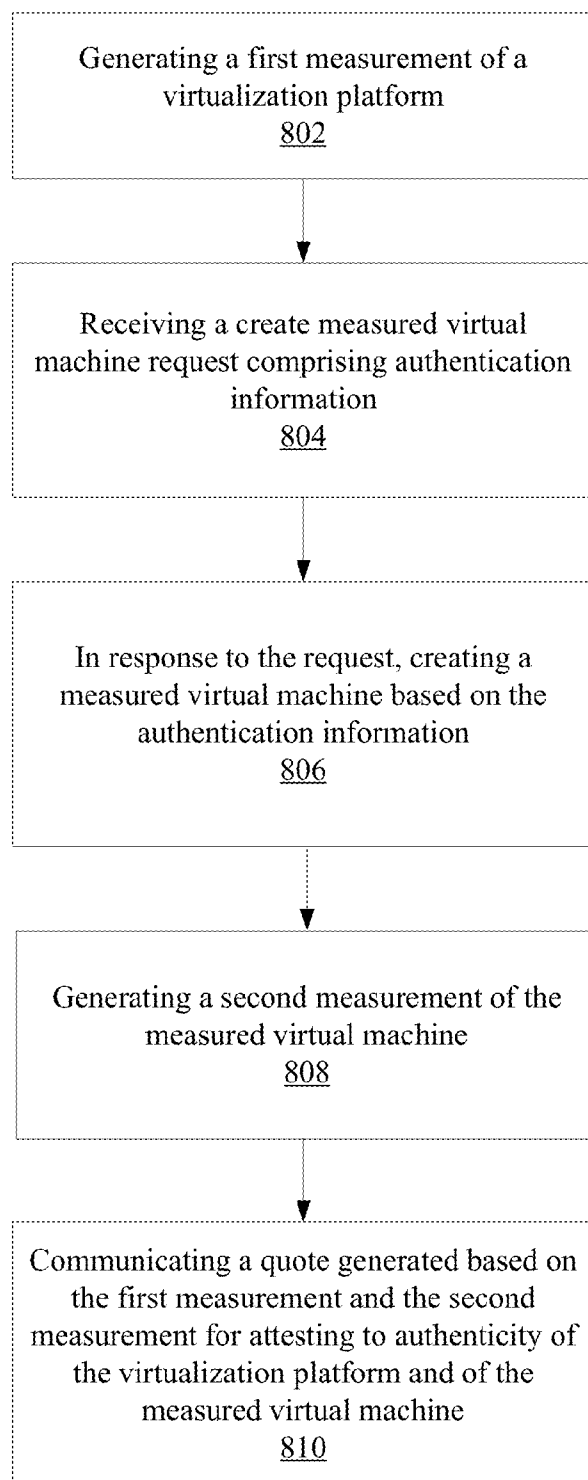 Generating a first measurement of a
virtualization platform
802
Receiving a create measured virtual
machine request comprising authentication
information
804
In response to the request, creating a
measured virtual machine based on the
authentication information
806
Generating a second measurement of the
measured virtual machine
808
Communicating a quote generated based on
the first measurement and the second
measurement for attesting to authenticity of
the virtualization platform and of the
measured virtual machine
810